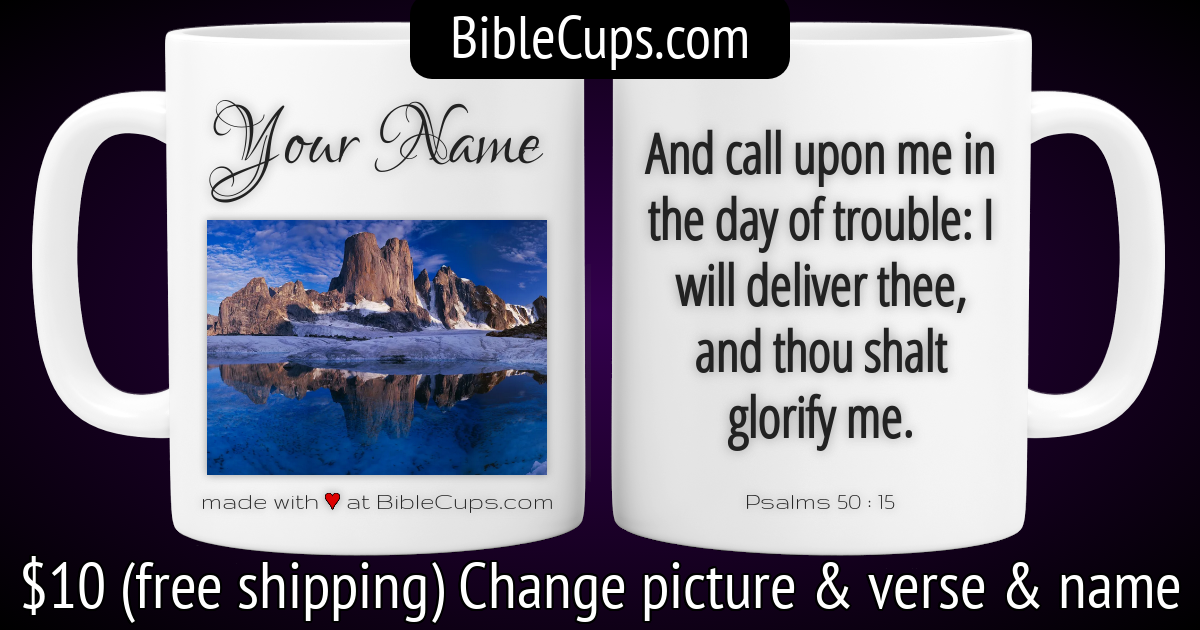 BibleCups.com
Your Name
made with ♥ at BibleCups.com
And call upon me in
the day of trouble: I
will deliver thee,
and thou shalt
glorify me.
Psalms 50 : 15
$10 (free shipping) Change picture & verse & name